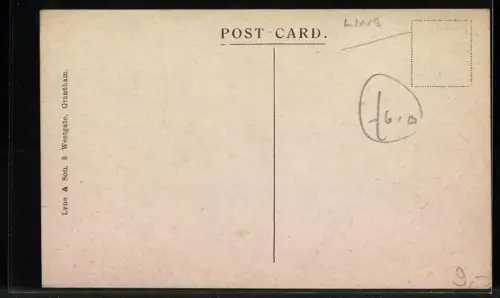 POST CARD.
LINS
Lyne & Son, 8 Westgate, Grantham.
9,-